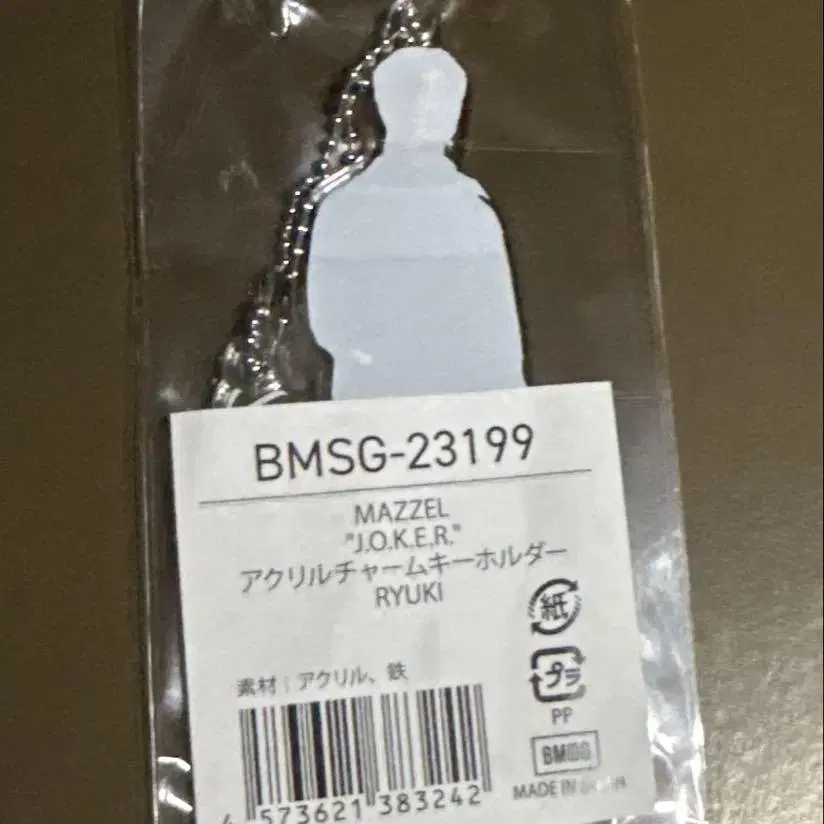 BMSG-23199
MAZZEL
"J.O.K.E.R."
アクリルチャームキーホルダー
RYUKI
紙
素材｜アクリル、鉄
プラ
PP
BMSG
MADE IN JAPAN
4 573621 383242